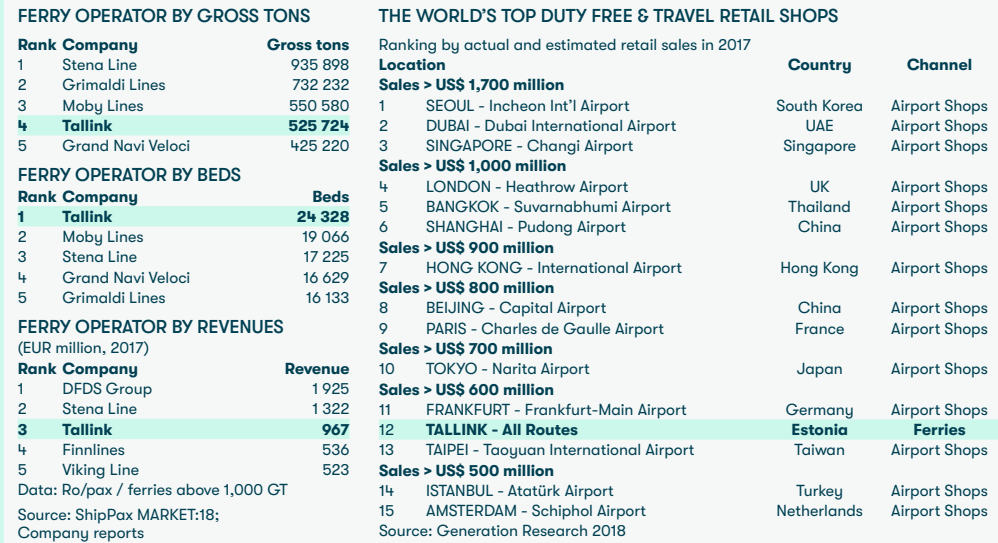 FERRY OPERATOR BY GROSS TONS
Rank Company Gross tons
1 Stena Line 935 898
2 Grimaldi Lines 732 232
3 Moby Lines 550 580
4 Tallink 525 724
5 Grand Navi Veloci 425 220
FERRY OPERATOR BY BEDS
Rank Company Beds
1 Tallink 24 328
2 Moby Lines 19 066
3 Stena Line 17 225
4 Grand Navi Veloci 16 629
5 Grimaldi Lines 16 133
FERRY OPERATOR BY REVENUES
(EUR million, 2017)
Rank Company Revenue
1 DFDS Group 1 925
2 Stena Line 1 322
3 Tallink 967
4 Finnlines 536
5 Viking Line 523
Data: Ro/pax / ferries above 1,000 GT
Source: ShipPax MARKET:18;
Company reports
THE WORLD'S TOP DUTY FREE & TRAVEL RETAIL SHOPS
Ranking by actual and estimated retail sales in 2017
Location Country Channel
Sales > US$ 1,700 million
1 SEOUL - Incheon Int'l Airport South Korea Airport Shops
2 DUBAI - Dubai International Airport UAE Airport Shops
3 SINGAPORE - Changi Airport Singapore Airport Shops
Sales > US$ 1,000 million
4 LONDON - Heathrow Airport UK Airport Shops
5 BANGKOK - Suvarnabhumi Airport Thailand Airport Shops
6 SHANGHAI - Pudong Airport China Airport Shops
Sales > US$ 900 million
7 HONG KONG - International Airport Hong Kong Airport Shops
Sales > US$ 800 million
8 BEIJING - Capital Airport China Airport Shops
9 PARIS - Charles de Gaulle Airport France Airport Shops
Sales > US$ 700 million
10 TOKYO - Narita Airport Japan Airport Shops
Sales > US$ 600 million
11 FRANKFURT - Frankfurt-Main Airport Germany Airport Shops
12 TALLINK - All Routes Estonia Ferries
13 TAIPEI - Taoyuan International Airport Taiwan Airport Shops
Sales > US$ 500 million
14 ISTANBUL - Atatürk Airport Turkey Airport Shops
15 AMSTERDAM - Schiphol Airport Netherlands Airport Shops
Source: Generation Research 2018